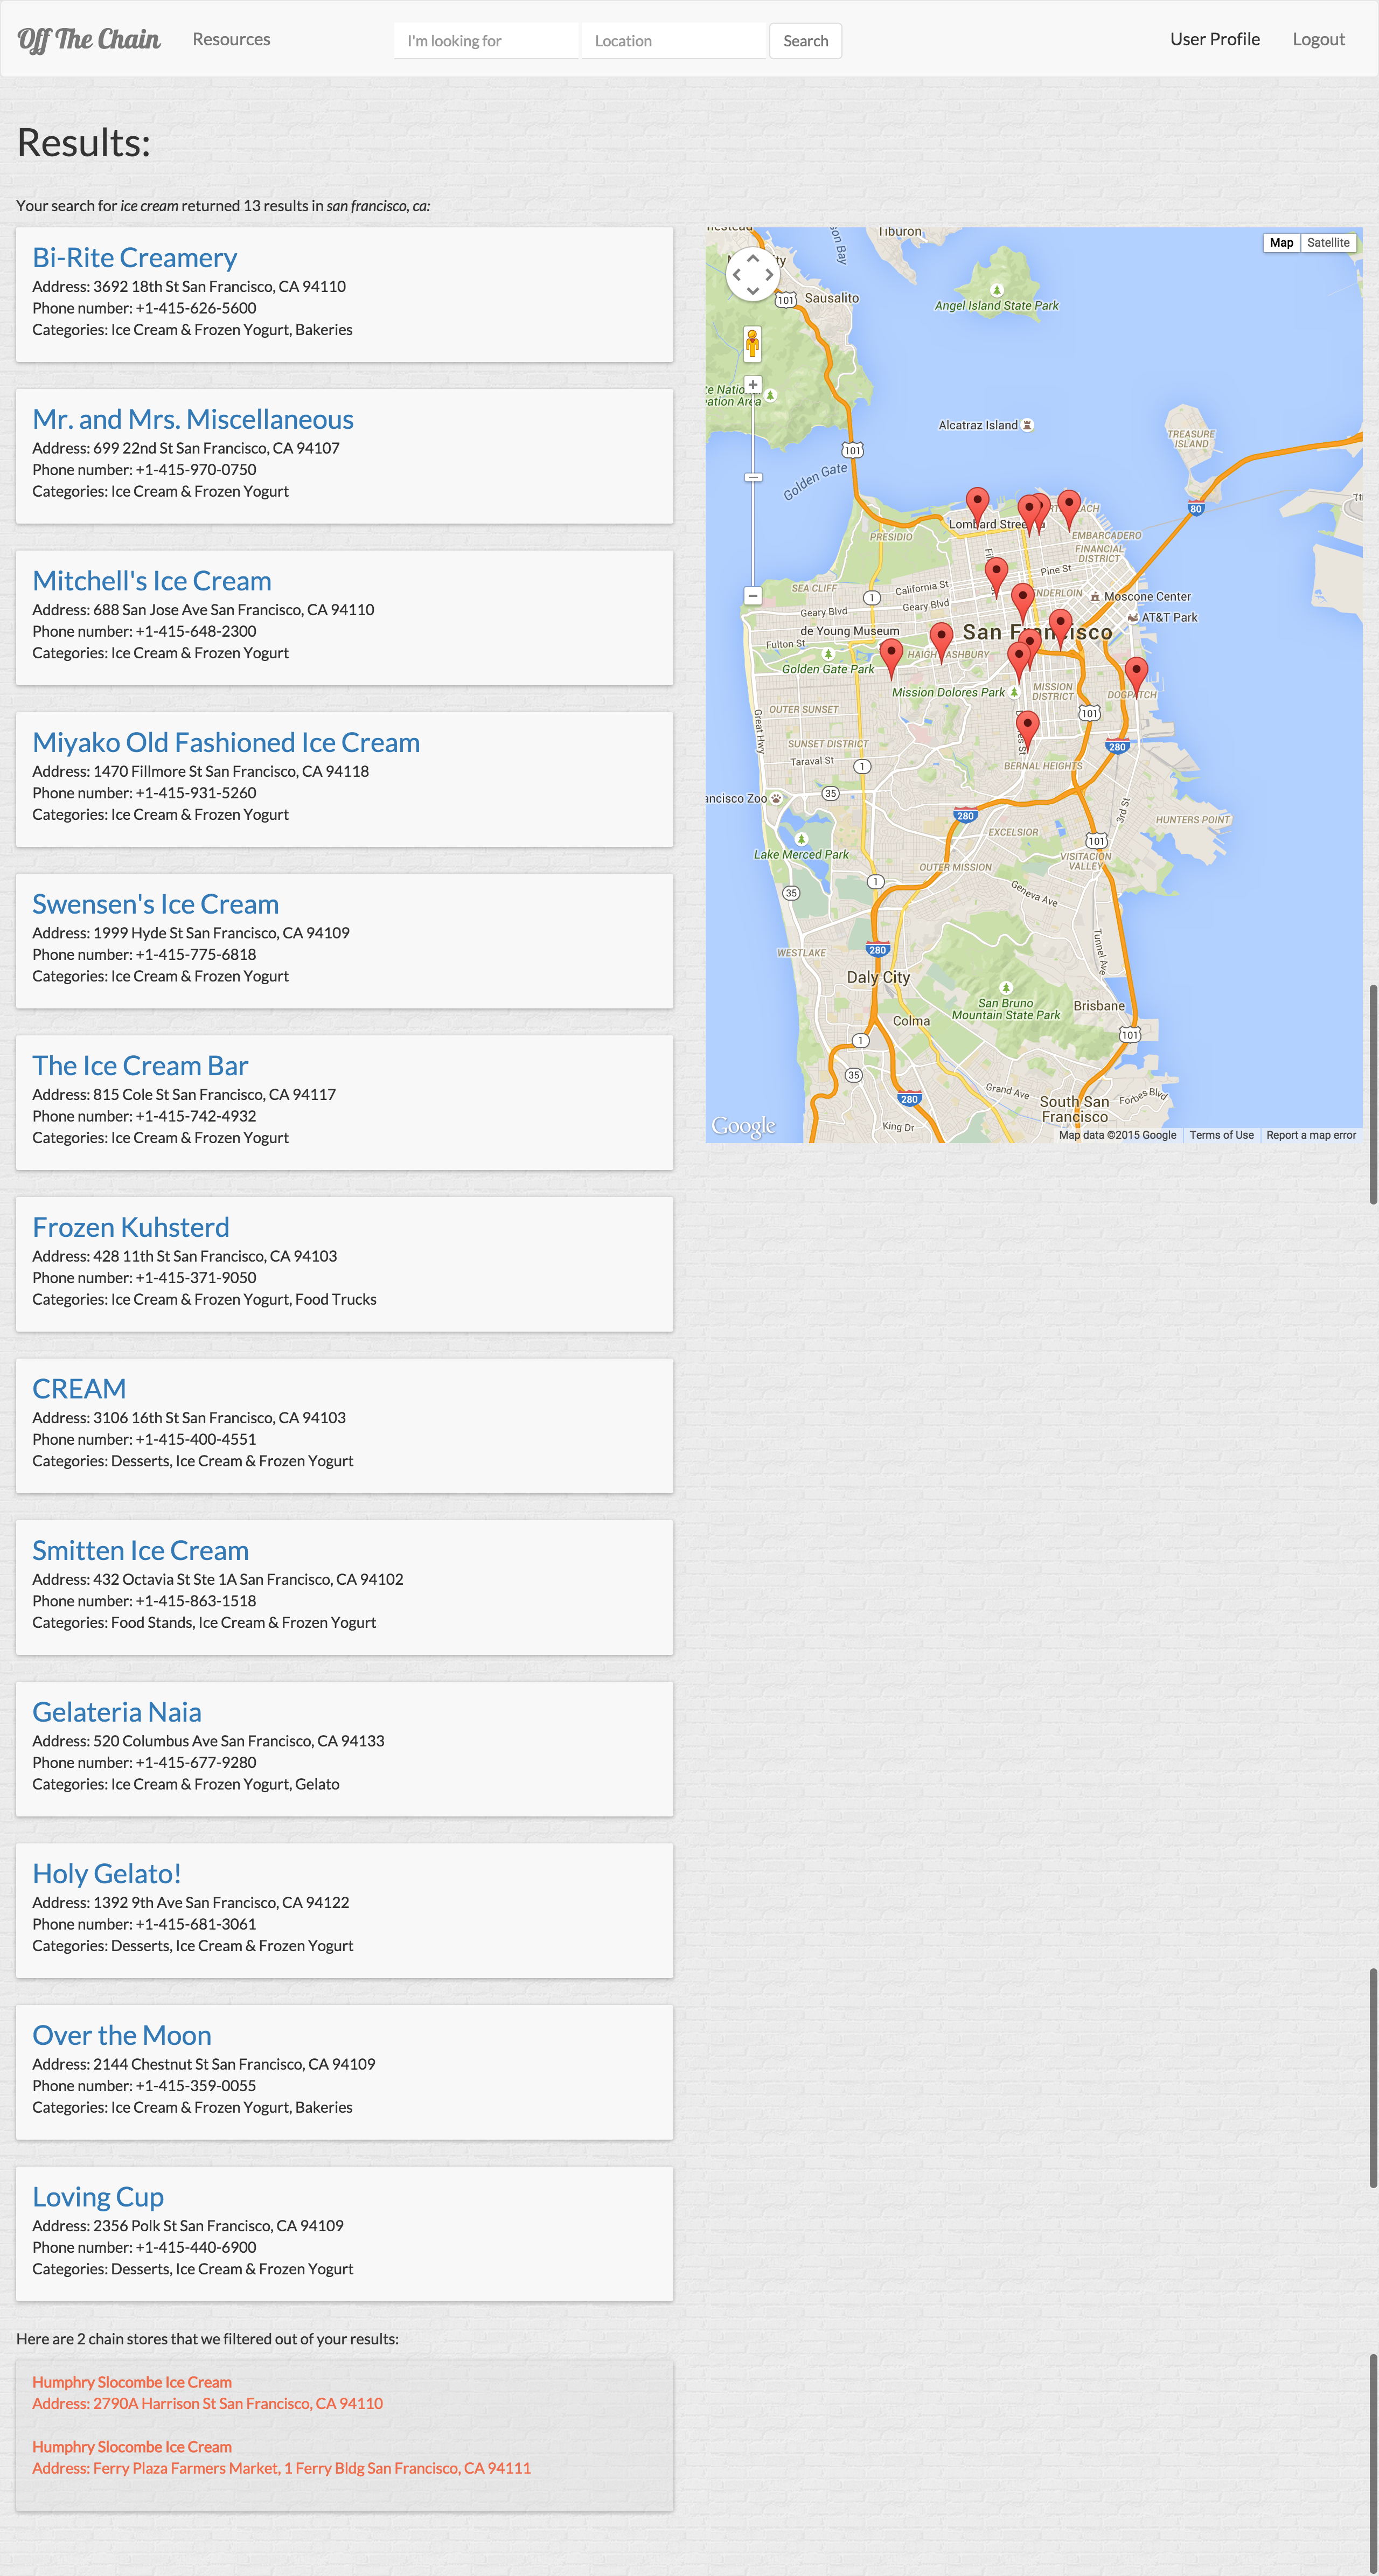 Off The Chain
Resources
I'm looking for
Location
Search
User Profile
Logout
Results:
Your search for ice cream returned 13 results in san francisco, ca:
Bi-Rite Creamery
Address: 3692 18th St San Francisco, CA 94110
Phone number: +1-415-626-5600
Categories: Ice Cream & Frozen Yogurt, Bakeries
Mr. and Mrs. Miscellaneous
Address: 699 22nd St San Francisco, CA 94107
Phone number: +1-415-970-0750
Categories: Ice Cream & Frozen Yogurt
Mitchell's Ice Cream
Address: 688 San Jose Ave San Francisco, CA 94110
Phone number: +1-415-648-2300
Categories: Ice Cream & Frozen Yogurt
Miyako Old Fashioned Ice Cream
Address: 1470 Fillmore St San Francisco, CA 94118
Phone number: +1-415-931-5260
Categories: Ice Cream & Frozen Yogurt
Swensen's Ice Cream
Address: 1999 Hyde St San Francisco, CA 94109
Phone number: +1-415-775-6818
Categories: Ice Cream & Frozen Yogurt
The Ice Cream Bar
Address: 815 Cole St San Francisco, CA 94117
Phone number: +1-415-742-4932
Categories: Ice Cream & Frozen Yogurt
Frozen Kuhsterd
Address: 428 11th St San Francisco, CA 94103
Phone number: +1-415-371-9050
Categories: Ice Cream & Frozen Yogurt, Food Trucks
CREAM
Address: 3106 16th St San Francisco, CA 94103
Phone number: +1-415-400-4551
Categories: Desserts, Ice Cream & Frozen Yogurt
Smitten Ice Cream
Address: 432 Octavia St Ste 1A San Francisco, CA 94102
Phone number: +1-415-863-1518
Categories: Food Stands, Ice Cream & Frozen Yogurt
Gelateria Naia
Address: 520 Columbus Ave San Francisco, CA 94133
Phone number: +1-415-677-9280
Categories: Ice Cream & Frozen Yogurt, Gelato
Holy Gelato!
Address: 1392 9th Ave San Francisco, CA 94122
Phone number: +1-415-681-3061
Categories: Desserts, Ice Cream & Frozen Yogurt
Over the Moon
Address: 2144 Chestnut St San Francisco, CA 94109
Phone number: +1-415-359-0055
Categories: Ice Cream & Frozen Yogurt, Bakeries
Loving Cup
Address: 2356 Polk St San Francisco, CA 94109
Phone number: +1-415-440-6900
Categories: Desserts, Ice Cream & Frozen Yogurt
Here are 2 chain stores that we filtered out of your results:
Humphry Slocombe Ice Cream
Address: 2790A Harrison St San Francisco, CA 94110
Humphry Slocombe Ice Cream
Address: Ferry Plaza Farmers Market, 1 Ferry Bldg San Francisco, CA 94111
Tiburon
Map
Satellite
101
Sausalito
Angel Island State Park
Alcatraz Island
TREASURE
ISLAND
101
Golden Gate
80
Lombard Street
PRESIDIO
EMBARCADERO
FINANCIAL
DISTRICT
Pine St
SEA CLIFF
California St
1
Geary Blvd
Geary Blvd
Moscone Center
AT&T Park
de Young Museum
San Francisco
Fulton St
Golden Gate Park
Mission Dolores Park
MISSION
DISTRICT
DOGPATCH
OUTER SUNSET
Great Hwy
101
SUNSET DISTRICT
280
Taraval St
1
BERNAL HEIGHTS
35
280
3rd St
HUNTERS POINT
EXCELSIOR
101
Lake Merced Park
OUTER MISSION
VISITACION
VALLEY
1
35
Geneva Ave
Tunnel Ave
WESTLAKE
280
Daly City
San Bruno
Mountain State Park
Brisbane
Colma
101
1
35
Grand Ave
280
South San
Francisco
Forbes Blvd
King Dr
Google
Map data ©2015 Google
Terms of Use
Report a map error